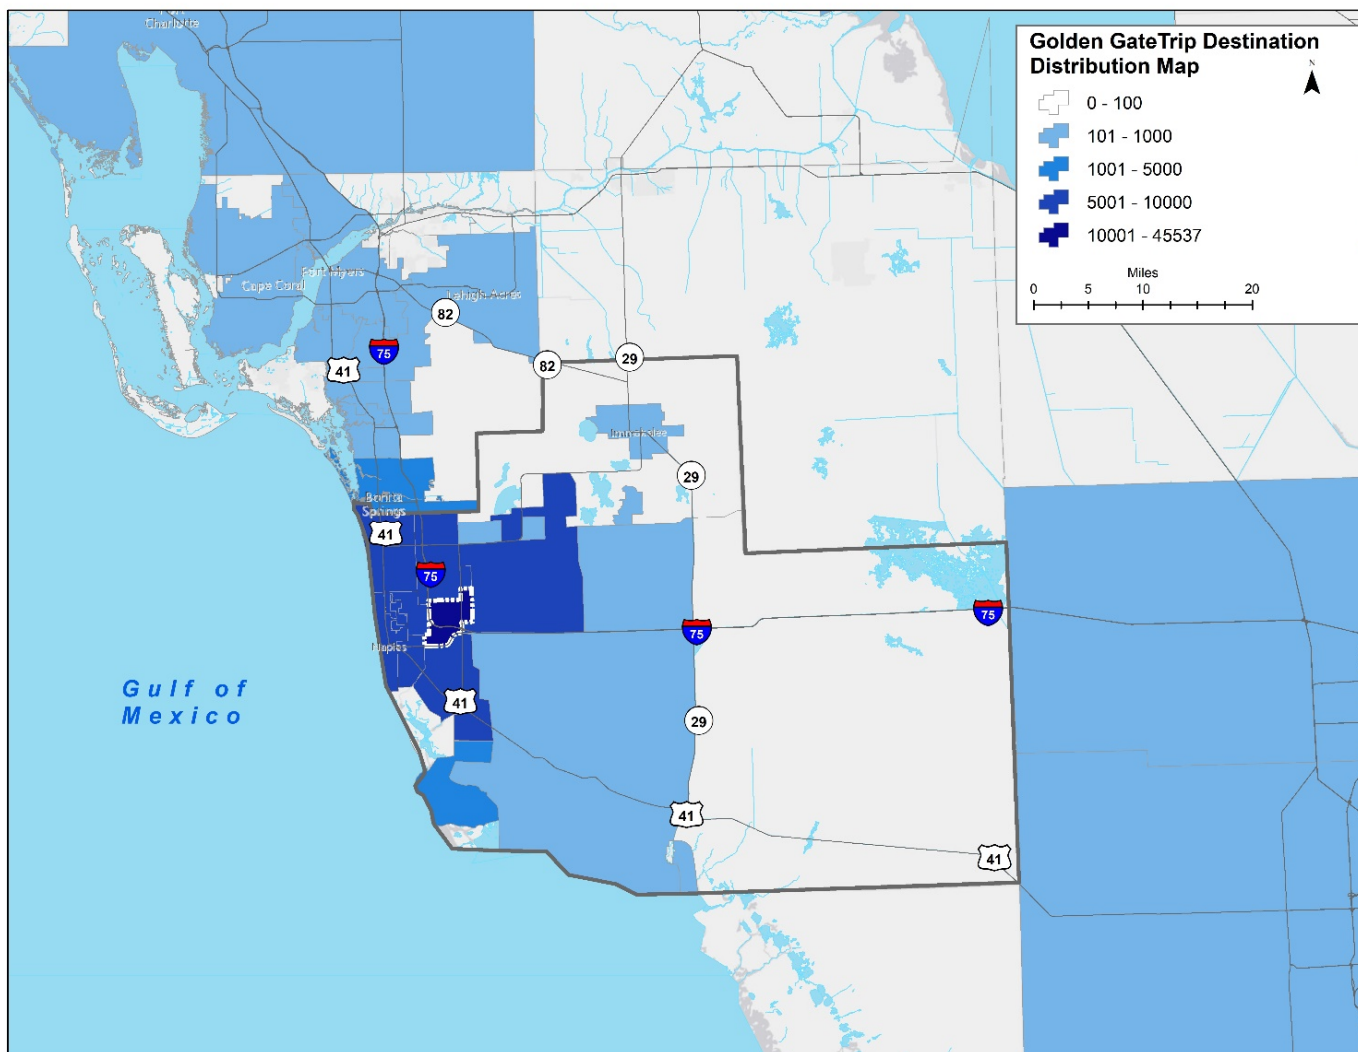 Charlotte
Golden GateTrip Destination
Distribution Map
N
0 - 100
101 - 1000
1001 - 5000
5001 - 10000
10001 - 45537
Miles
0 5 10 20
Fort Myers
Cape Coral
Lehigh Acres
82
75
41
82
29
Immokalee
29
Bonita
Springs
41
75
75
75
Naples
41
29
Gulf of
Mexico
41
41